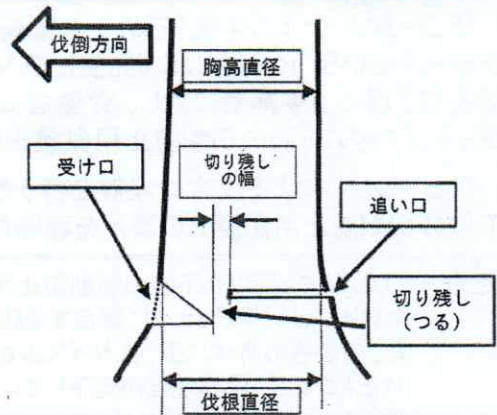 伐倒方向
胸高直径
受け口
切り残し
の幅
追い口
切り残し
(つる)
伐根直径